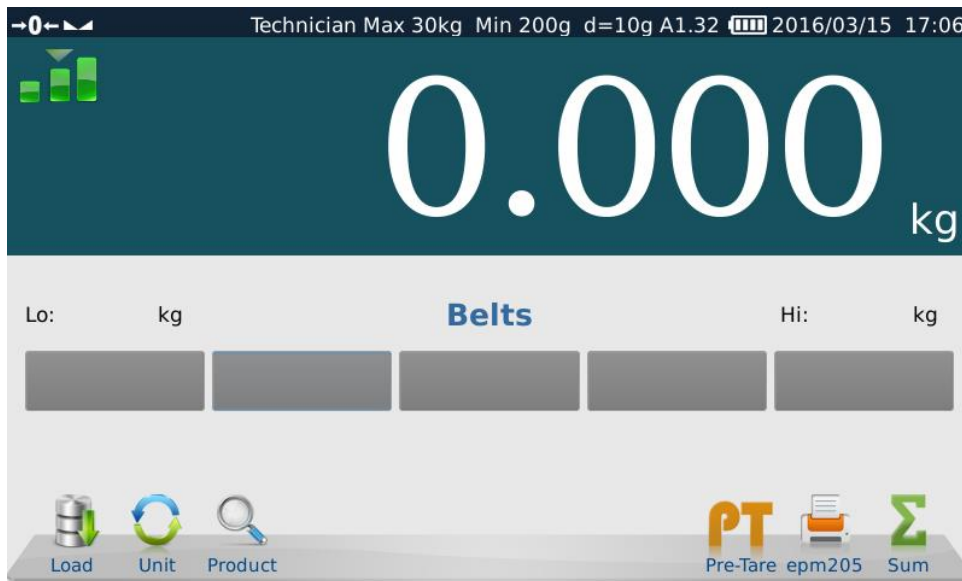 →0← Technician Max 30kg Min 200g d=10g A1.32 2016/03/15 17:06
0.000 kg
Lo: kg Belts Hi: kg
PT
Σ
Load Unit Product Pre-Tare epm205 Sum